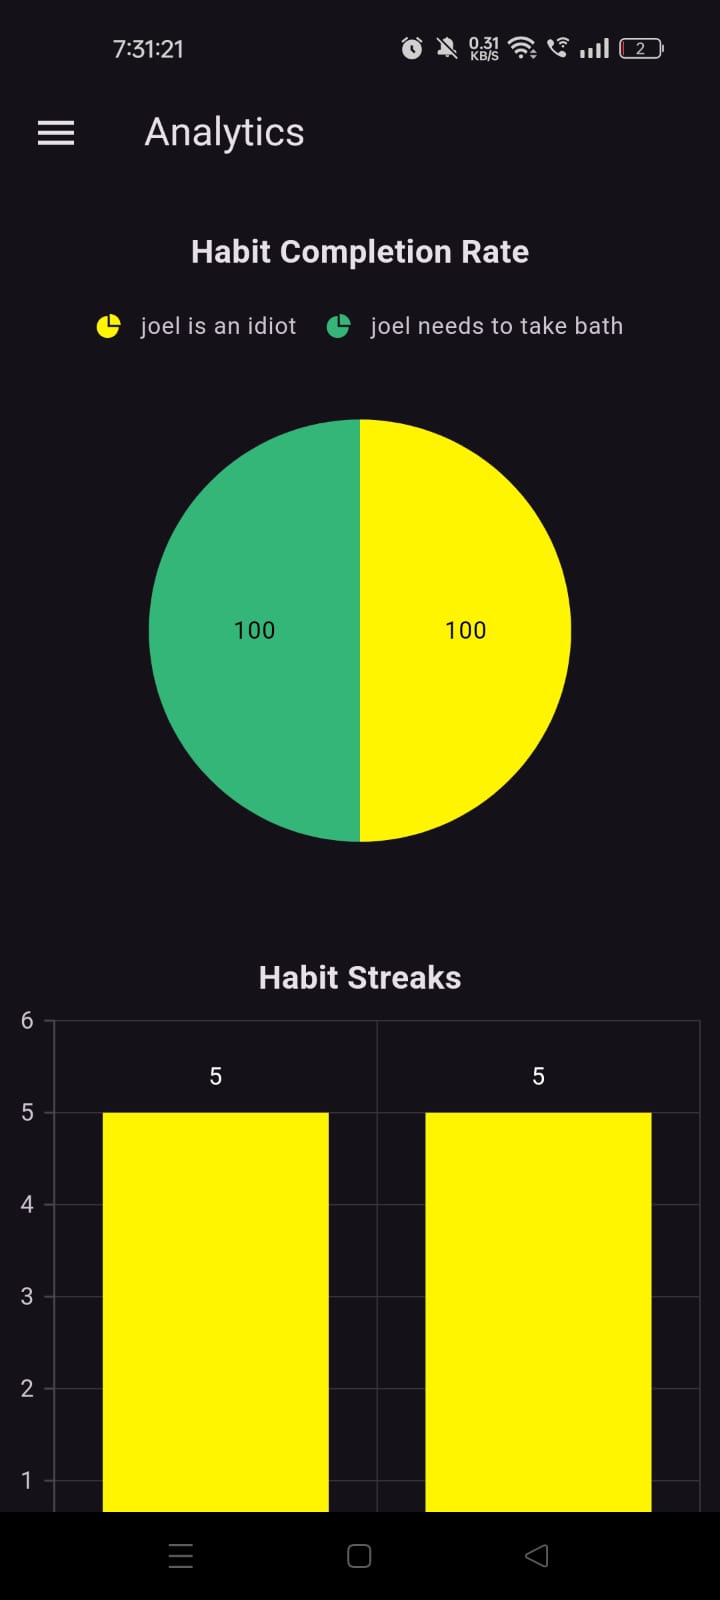 7:31:21 0.31 KB/S 2
Analytics
Habit Completion Rate
joel is an idiot joel needs to take bath
100 100
Habit Streaks
6
5 5
5
4
3
2
1